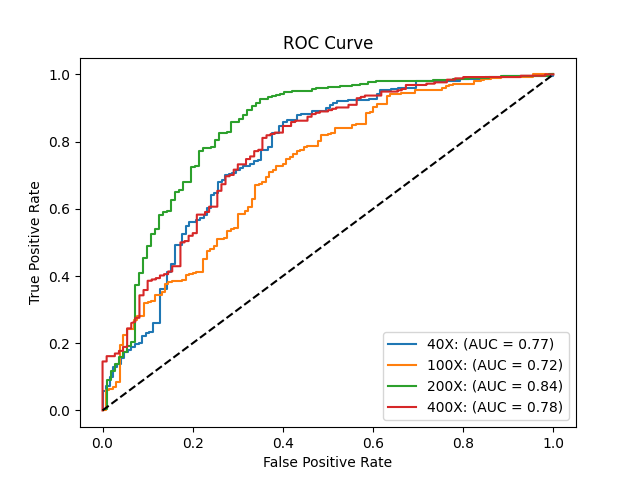 ROC Curve
True Positive Rate
1.0
0.8
0.6
0.4
0.2
0.0
40X: (AUC = 0.77)
100X: (AUC = 0.72)
200X: (AUC = 0.84)
400X: (AUC = 0.78)
0.0 0.2 0.4 0.6 0.8 1.0
False Positive Rate